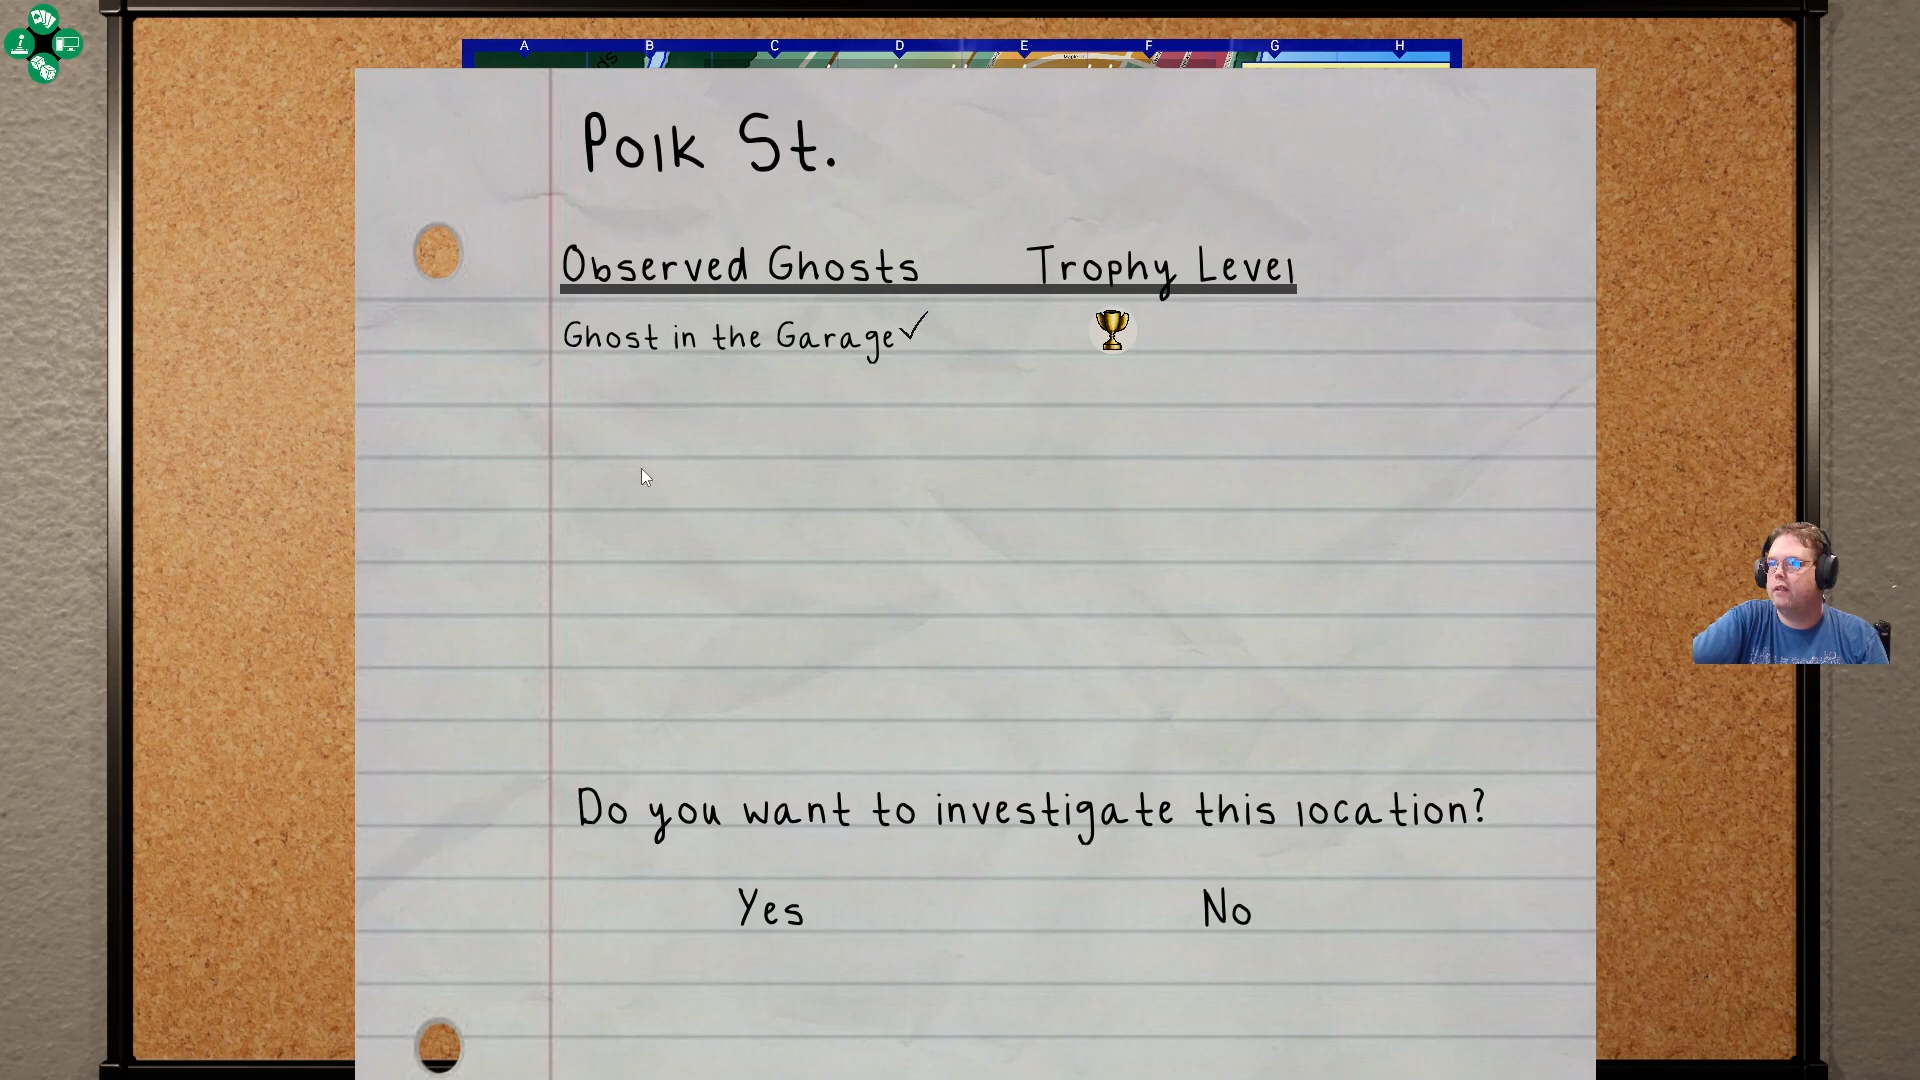 A B C D E F G H
Polk St.
Observed Ghosts Trophy Level
Ghost in the Garage✓
Do you want to investigate this location?
Yes No